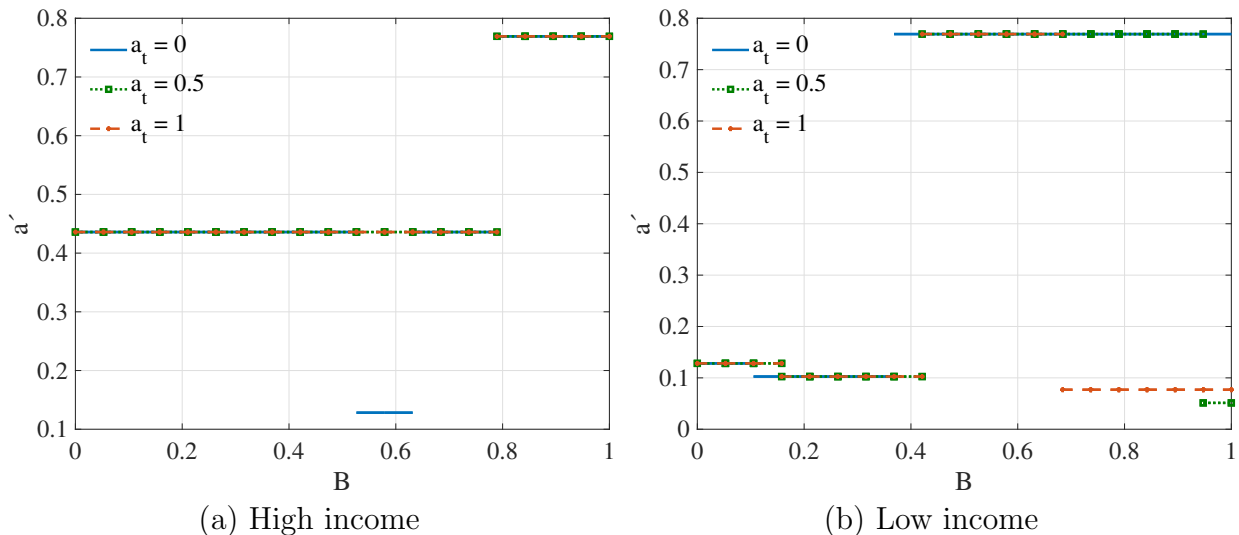 0.8
0.7
0.6
0.5
0.4
0.3
0.2
0.1
a´
a_t = 0
a_t = 0.5
a_t = 1
0 0.2 0.4 0.6 0.8 1
B
(a) High income
0.8
0.7
0.6
0.5
0.4
0.3
0.2
0.1
0
a´
a_t = 0
a_t = 0.5
a_t = 1
0 0.2 0.4 0.6 0.8 1
B
(b) Low income